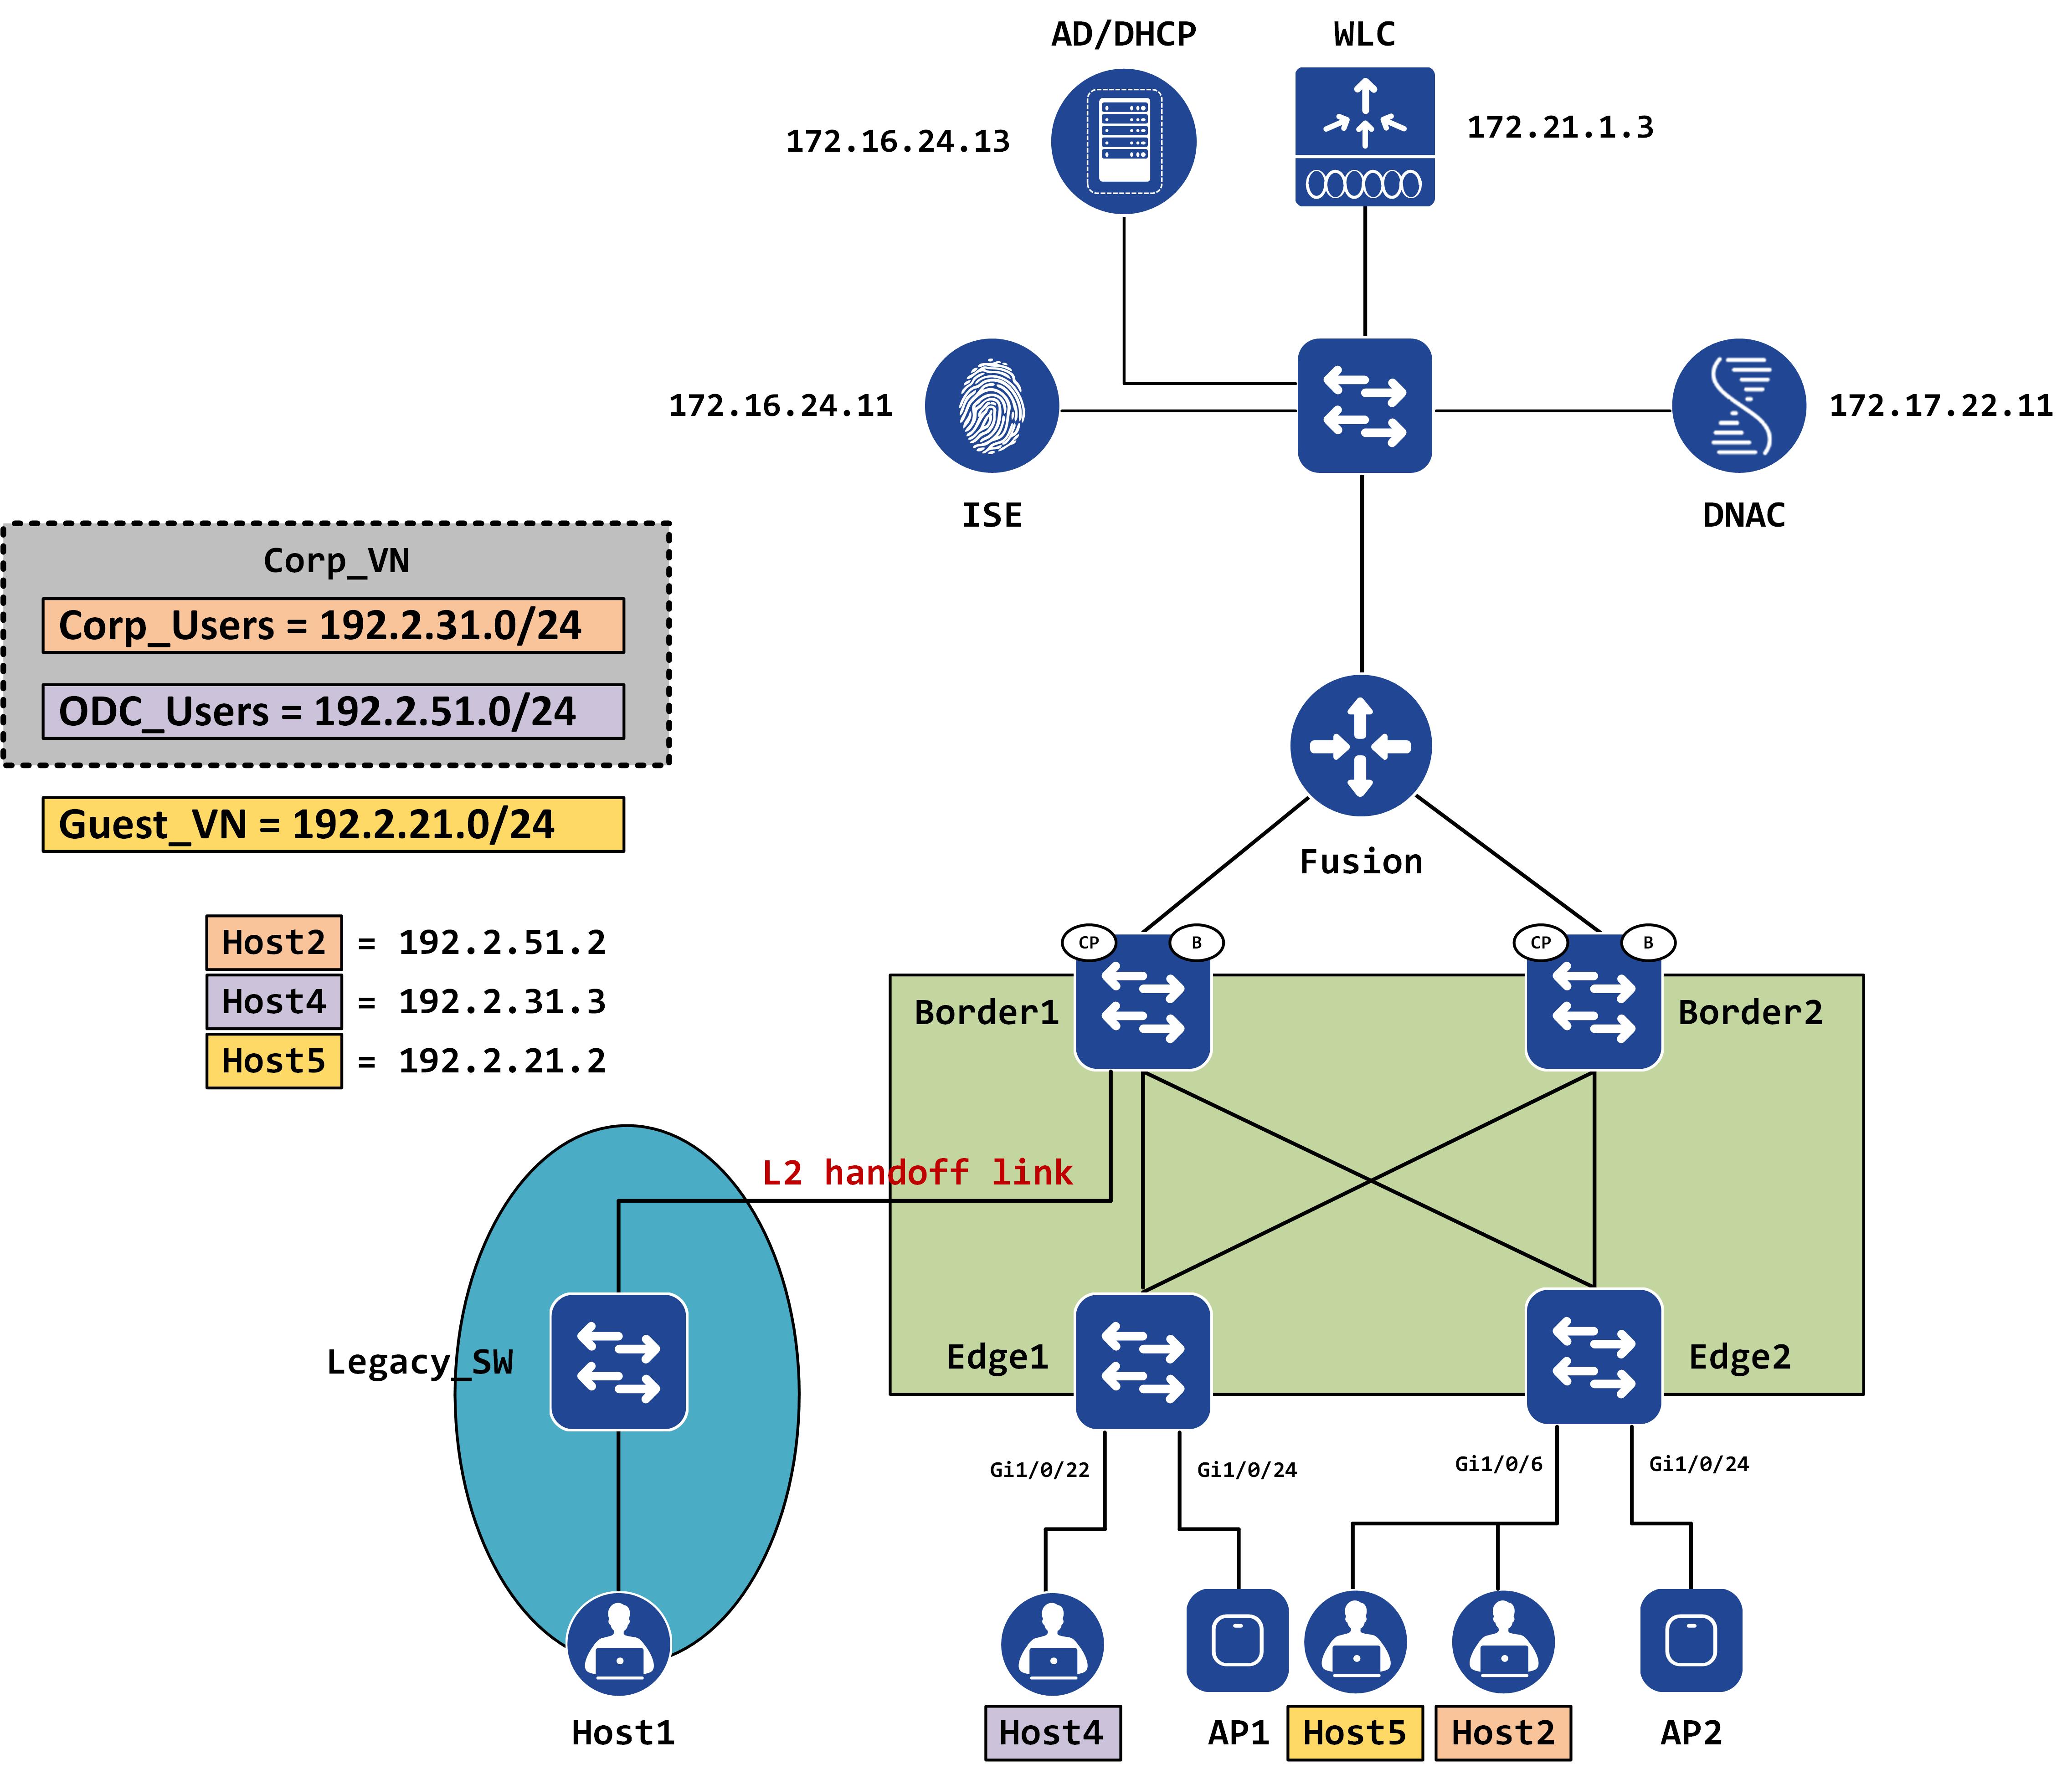 AD/DHCP
WLC
172.16.24.13
172.21.1.3
172.16.24.11
172.17.22.11
ISE
DNAC
Corp_VN
Corp_Users = 192.2.31.0/24
ODC_Users = 192.2.51.0/24
Guest_VN = 192.2.21.0/24
Fusion
Host2 = 192.2.51.2
Host4 = 192.2.31.3
Host5 = 192.2.21.2
CP
B
CP
B
Border1
Border2
L2 handoff link
Legacy_SW
Edge1
Edge2
Gi1/0/22
Gi1/0/24
Gi1/0/6
Gi1/0/24
Host1
Host4
AP1
Host5
Host2
AP2